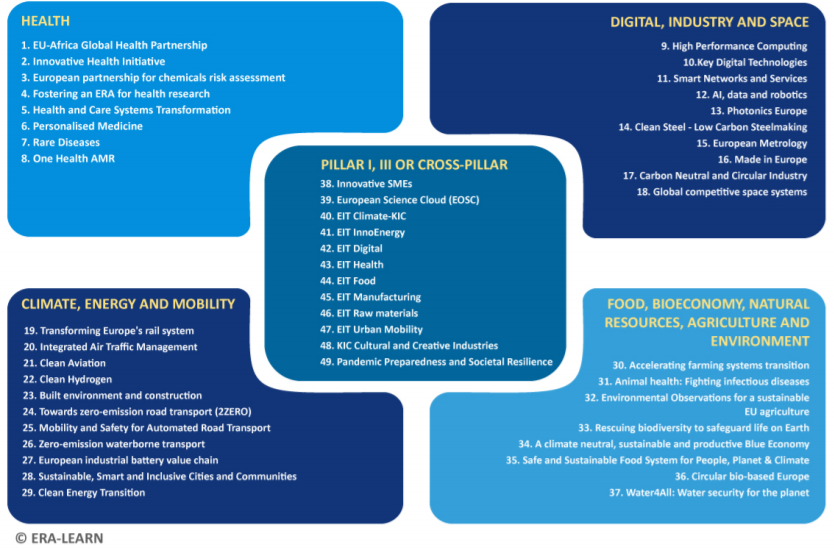 HEALTH
1. EU-Africa Global Health Partnership
2. Innovative Health Initiative
3. European partnership for chemicals risk assessment
4. Fostering an ERA for health research
5. Health and Care Systems Transformation
6. Personalised Medicine
7. Rare Diseases
8. One Health AMR
DIGITAL, INDUSTRY AND SPACE
9. High Performance Computing
10.Key Digital Technologies
11. Smart Networks and Services
12. AI, data and robotics
13. Photonics Europe
14. Clean Steel - Low Carbon Steelmaking
15. European Metrology
16. Made in Europe
17. Carbon Neutral and Circular Industry
18. Global competitive space systems
PILLAR I, III OR CROSS-PILLAR
38. Innovative SMEs
39. European Science Cloud (EOSC)
40. EIT Climate-KIC
41. EIT InnoEnergy
42. EIT Digital
43. EIT Health
44. EIT Food
45. EIT Manufacturing
46. EIT Raw materials
47. EIT Urban Mobility
48. KIC Cultural and Creative Industries
49. Pandemic Preparedness and Societal Resilience
CLIMATE, ENERGY AND MOBILITY
19. Transforming Europe's rail system
20. Integrated Air Traffic Management
21. Clean Aviation
22. Clean Hydrogen
23. Built environment and construction
24. Towards zero-emission road transport (2ZERO)
25. Mobility and Safety for Automated Road Transport
26. Zero-emission waterborne transport
27. European industrial battery value chain
28. Sustainable, Smart and Inclusive Cities and Communities
29. Clean Energy Transition
FOOD, BIOECONOMY, NATURAL
RESOURCES, AGRICULTURE AND
ENVIRONMENT
30. Accelerating farming systems transition
31. Animal health: Fighting infectious diseases
32. Environmental Observations for a sustainable
EU agriculture
33. Rescuing biodiversity to safeguard life on Earth
34. A climate neutral, sustainable and productive Blue Economy
35. Safe and Sustainable Food System for People, Planet & Climate
36. Circular bio-based Europe
37. Water4All: Water security for the planet
© ERA-LEARN